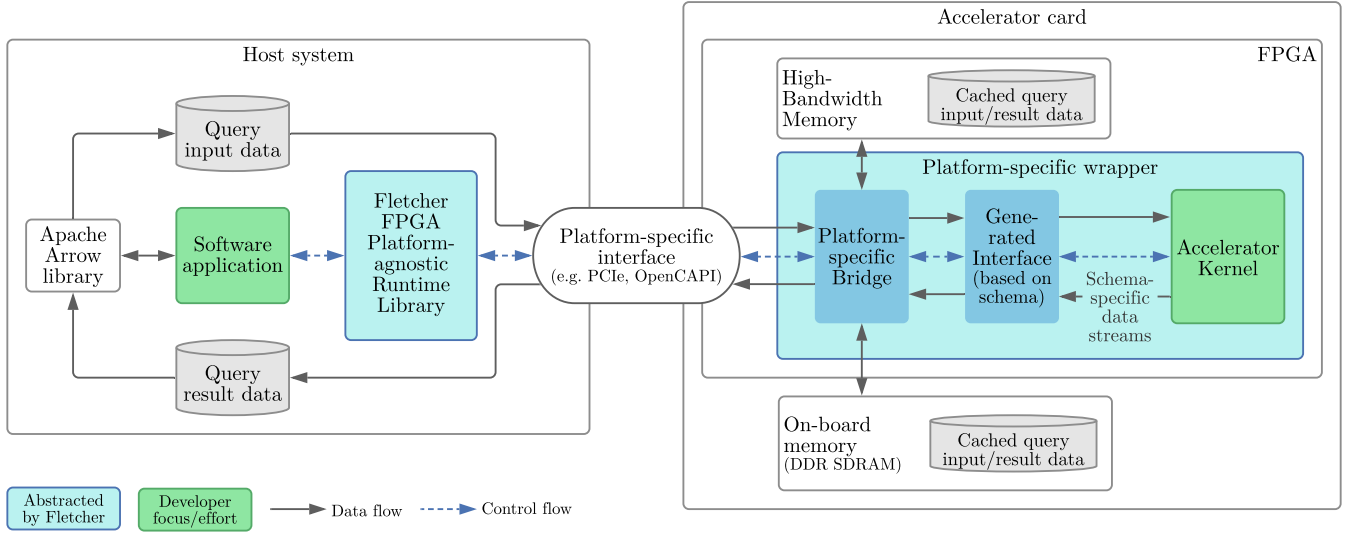 Accelerator card
Host system
FPGA
Query
input data
Apache
Arrow
library
Software
application
Fletcher
FPGA
Platform-
agnostic
Runtime
Library
Query
result data
Platform-specific
interface
(e.g. PCIe, OpenCAPI)
High-
Bandwidth
Memory
Cached query
input/result data
Platform-specific wrapper
Platform-
specific
Bridge
Gene-
rated
Interface
(based on
schema)
Schema-
specific
data
streams
Accelerator
Kernel
On-board
memory
(DDR SDRAM)
Cached query
input/result data
Abstracted
by Fletcher
Developer
focus/effort
Data flow
Control flow